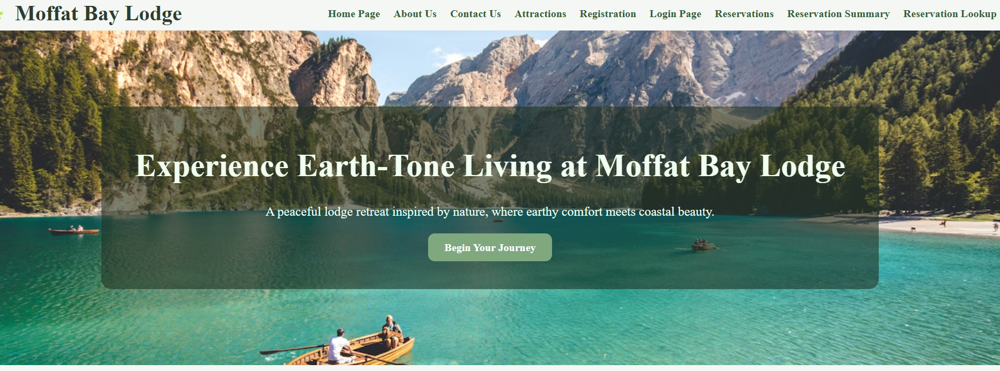 Moffat Bay Lodge
Home Page About Us Contact Us Attractions Registration Login Page Reservations Reservation Summary Reservation Lookup
Experience Earth-Tone Living at Moffat Bay Lodge
A peaceful lodge retreat inspired by nature, where earthy comfort meets coastal beauty.
Begin Your Journey